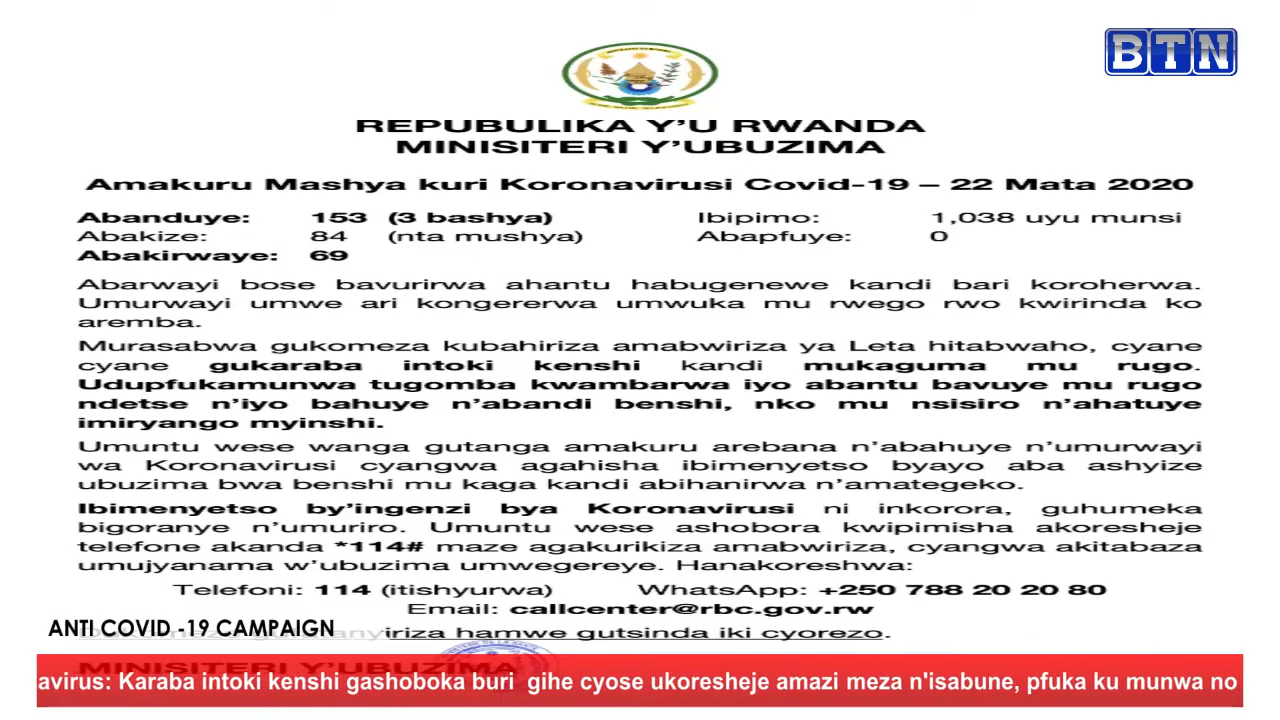 BTN
REPUBULIKA Y'U RWANDA
MINISITERI Y'UBUZIMA
Amakuru Mashya kuri Koronavirusi Covid-19 – 22 Mata 2020
Abanduye: 153 (3 bashya) Ibipimo: 1,038 uyu munsi
Abakize: 84 (nta mushya) Abapfuye: 0
Abakirwaye: 69
Abarwayi bose bavurirwa ahantu habugenewe kandi bari koroherwa.
Umurwayi umwe ari kongererwa umwuka mu rwego rwo kwirinda ko
aremba.
Murasabwa gukomeza kubahiriza amabwiriza ya Leta hitabwaho, cyane
cyane gukaraba intoki kenshi kandi mukaguma mu rugo.
Udupfukamunwa tugomba kwambarwa iyo abantu bavuye mu rugo
ndetse n'iyo bahuye n'abandi benshi, nko mu nsisiro n'ahatuye
imiryango myinshi.
Umuntu wese wanga gutanga amakuru arebana n'abahuye n'umurwayi
wa Koronavirusi cyangwa agahisha ibimenyetso byayo aba ashyize
ubuzima bwa benshi mu kaga kandi abihanirwa n'amategeko.
Ibimenyetso by'ingenzi bya Koronavirusi ni inkorora, guhumeka
bigoranye n'umuriro. Umuntu wese ashobora kwipimisha akoresheje
telefone akanda *114# maze agakurikiza amabwiriza, cyangwa akitabaza
umujyanama w'ubuzima umwegereye. Hanakoreshwa:
Telefoni: 114 (itishyurwa) WhatsApp: +250 788 20 20 80
Email: callcenter@rbc.gov.rw
hamwe gutsinda iki cyorezo.
ANTI COVID -19 CAMPAIGN
MINISITERI Y'UBUZIMA
avirus: Karaba intoki kenshi gashoboka buri gihe cyose ukoresheje amazi meza n'isabune, pfuka ku munwa no